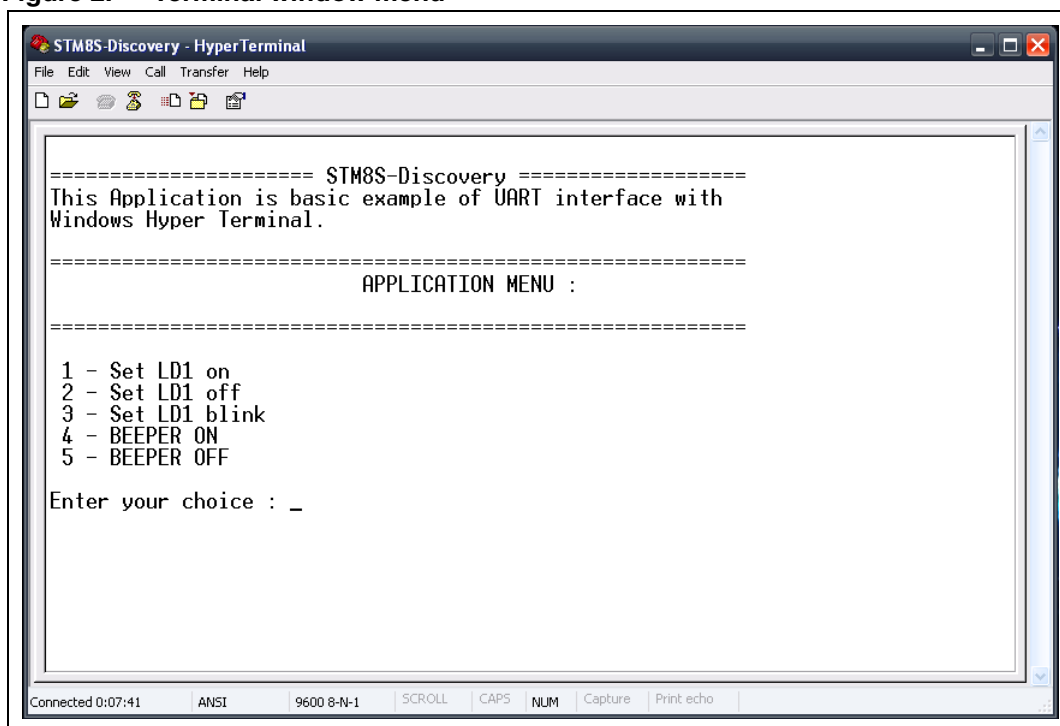 Figure 2. Terminal window menu
STM8S-Discovery - HyperTerminal
File Edit View Call Transfer Help
====================== STM8S-Discovery ===================
This Application is basic example of UART interface with
Windows Hyper Terminal.
==========================================================
APPLICATION MENU :
==========================================================
1 - Set LD1 on
2 - Set LD1 off
3 - Set LD1 blink
4 - BEEPER ON
5 - BEEPER OFF
Enter your choice : _
Connected 0:07:41 ANSI 9600 8-N-1 SCROLL CAPS NUM Capture Print echo